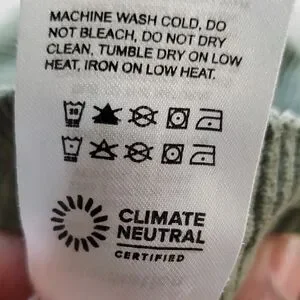 MACHINE WASH COLD, DO
NOT BLEACH, DO NOT DRY
CLEAN, TUMBLE DRY ON LOW
HEAT, IRON ON LOW HEAT.
30
CLIMATE
NEUTRAL
CERTIFIED